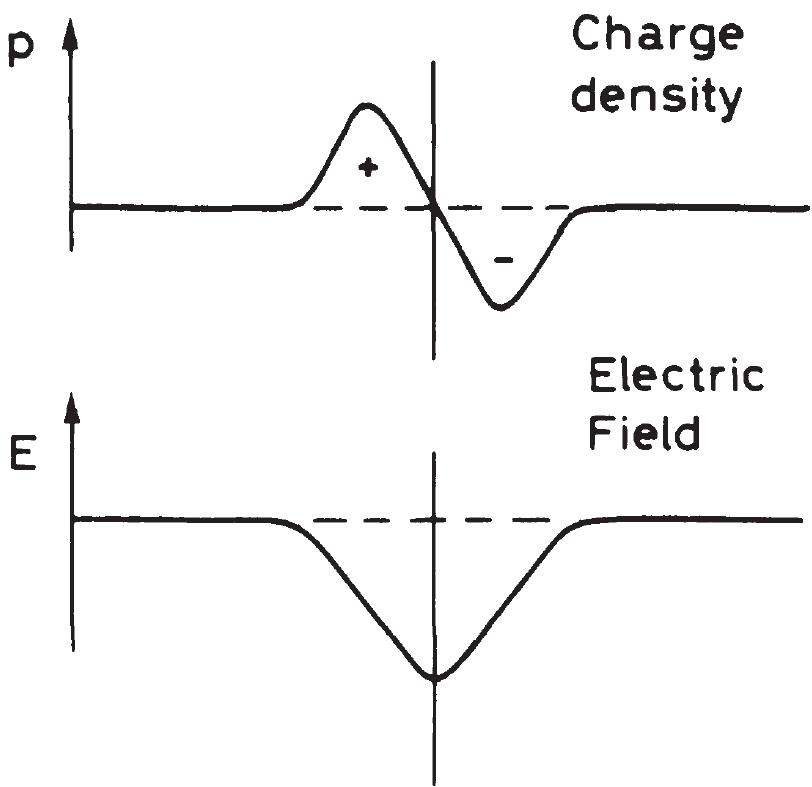 p
Charge
density
+
-
Electric
Field
E